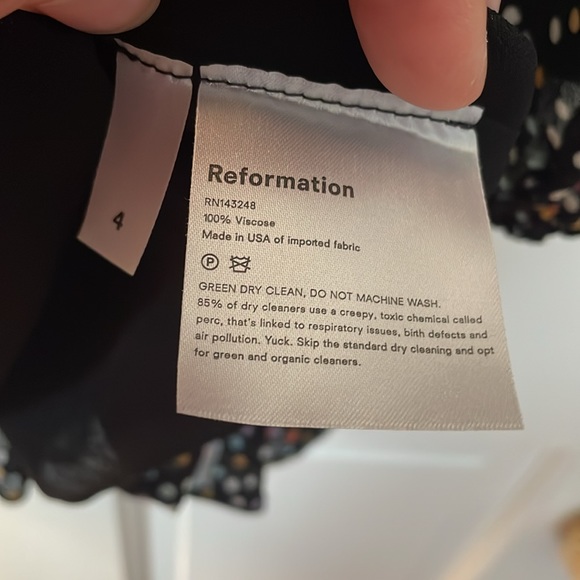 4
Reformation
RN143248
100% Viscose
Made in USA of imported fabric
P
GREEN DRY CLEAN, DO NOT MACHINE WASH.
85% of dry cleaners use a creepy, toxic chemical called
perc, that's linked to respiratory issues, birth defects and
air pollution. Yuck. Skip the standard dry cleaning and opt
for green and organic cleaners.